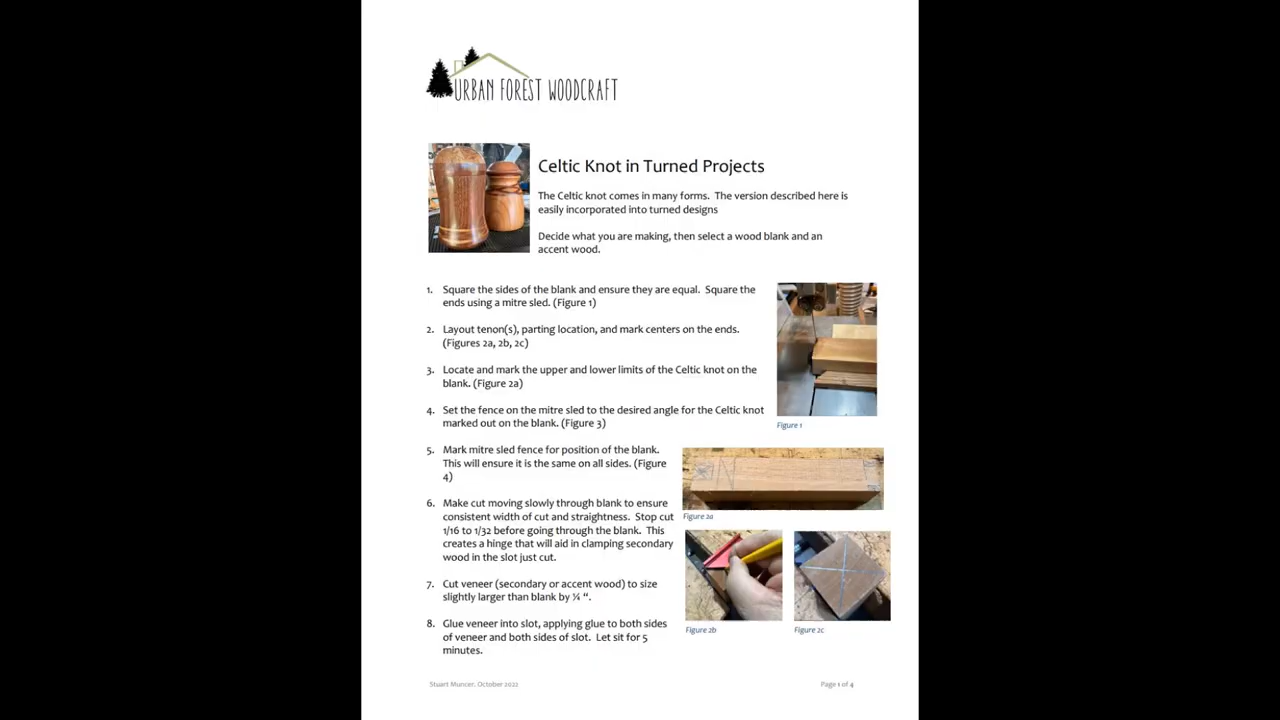 URBAN FOREST WOODCRAFT
Celtic Knot in Turned Projects
The Celtic knot comes in many forms.  The version described here is
easily incorporated into turned designs
Decide what you are making, then select a wood blank and an
accent wood.
1. Square the sides of the blank and ensure they are equal.  Square the
ends using a mitre sled. (Figure 1)
2. Layout tenon(s), parting location, and mark centers on the ends.
(Figures 2a, 2b, 2c)
3. Locate and mark the upper and lower limits of the Celtic knot on the
blank. (Figure 2a)
4. Set the fence on the mitre sled to the desired angle for the Celtic knot
marked out on the blank. (Figure 3)
Figure 1
5. Mark mitre sled fence for position of the blank.
This will ensure it is the same on all sides. (Figure
4)
Figure 2a
6. Make cut moving slowly through blank to ensure
consistent width of cut and straightness.  Stop cut
1/16 to 1/32 before going through the blank.  This
creates a hinge that will aid in clamping secondary
wood in the slot just cut.
7. Cut veneer (secondary or accent wood) to size
slightly larger than blank by ¼ “.
8. Glue veneer into slot, applying glue to both sides
of veneer and both sides of slot.  Let sit for 5
minutes.
Figure 2b
Figure 2c
Stuart Muncer. October 2022
Page 1 of 4